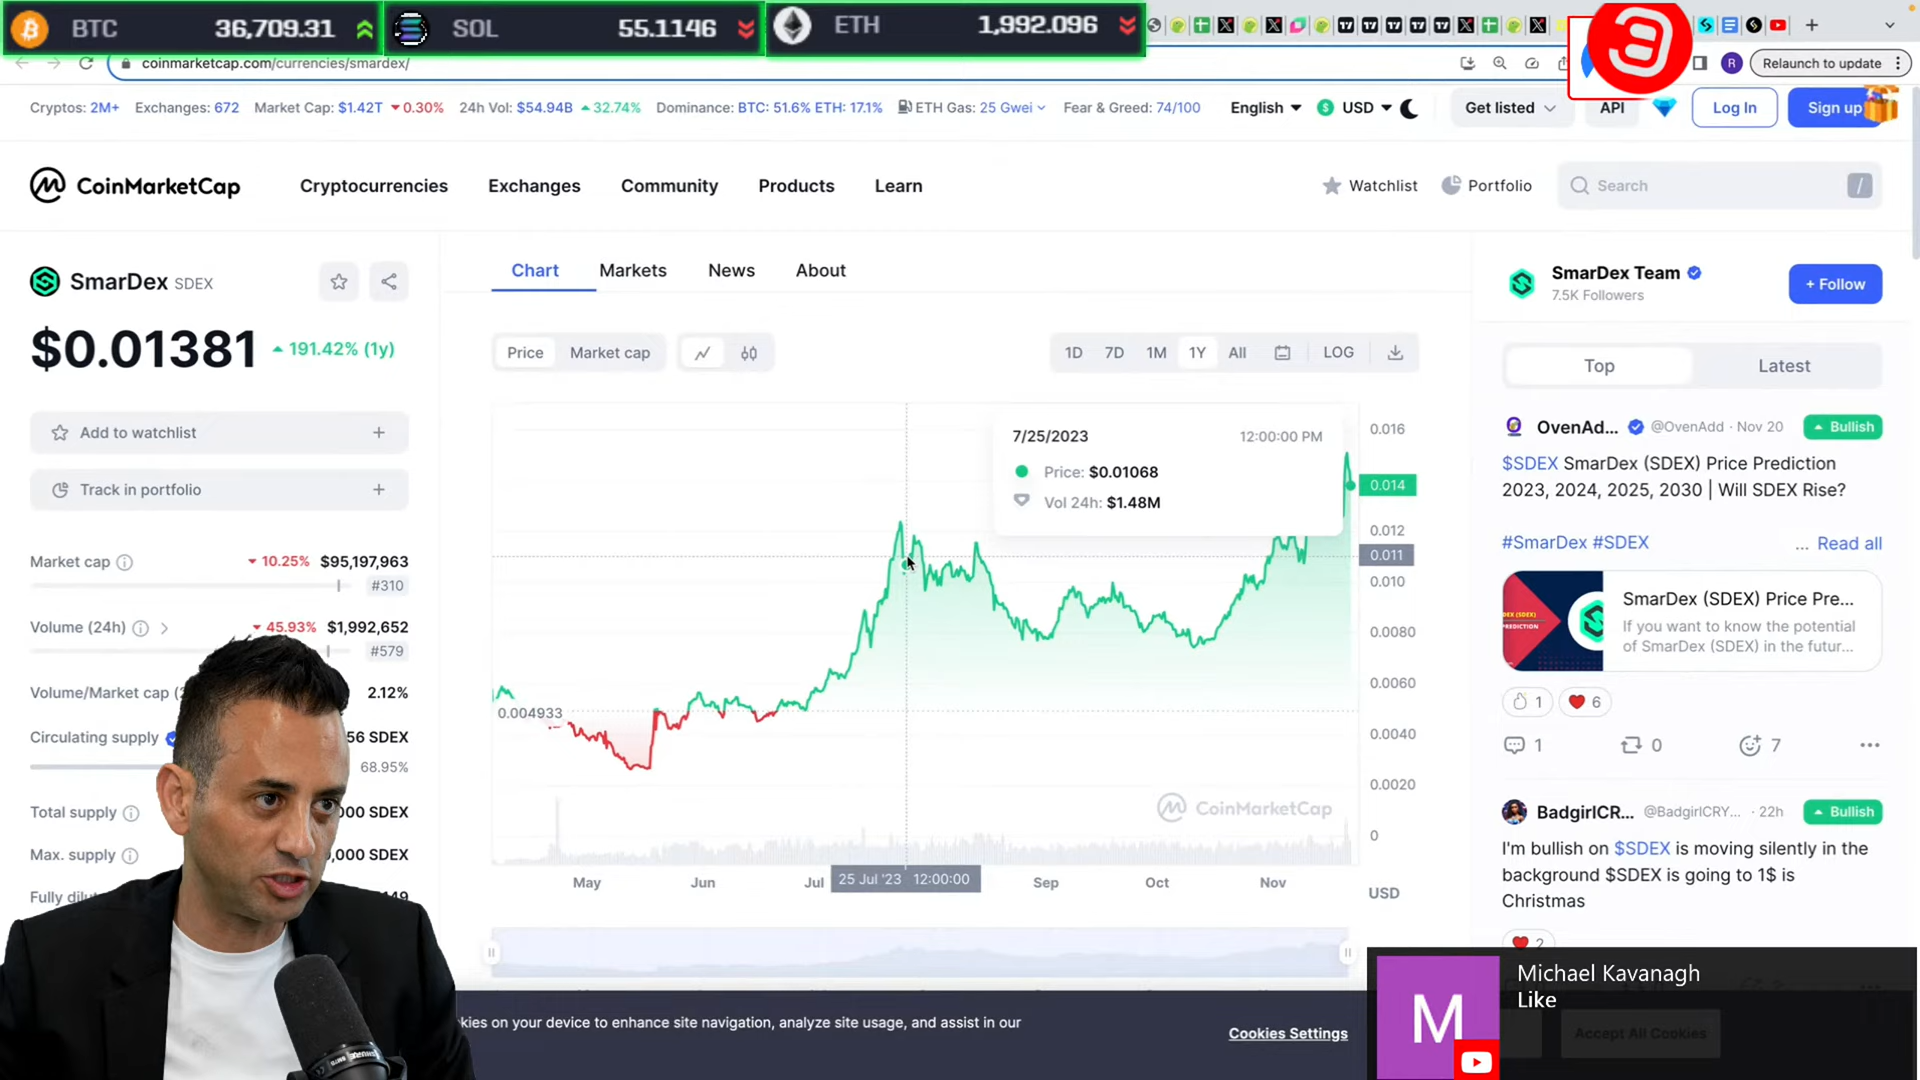 BTC 36,709.31
SOL 55.1146
ETH 1,992.096
coinmarketcap.com/currencies/smardex/
R
Relaunch to update
Cryptos: 2M+ Exchanges: 672 Market Cap: $1.42T 0.30% 24h Vol: $54.94B 32.74% Dominance: BTC: 51.6% ETH: 17.1% ETH Gas: 25 Gwei Fear & Greed: 74/100
English USD Get listed API Log In Sign up
CoinMarketCap Cryptocurrencies Exchanges Community Products Learn
Watchlist Portfolio Search /
SmarDex SDEX
$0.01381 191.42% (1y)
Add to watchlist +
Track in portfolio +
Market cap 10.25% $95,197,963
#310
Volume (24h) 45.93% $1,992,652
#579
Volume/Market cap 2.12%
Circulating supply 56 SDEX
68.95%
Total supply 000 SDEX
Max. supply ,000 SDEX
Chart Markets News About
Price Market cap
1D 7D 1M 1Y All LOG
7/25/2023 12:00:00 PM
Price: $0.01068
Vol 24h: $1.48M
0.016
0.014
0.012
0.011
0.010
0.0080
0.0060
0.0040
0.0020
0
0.004933
CoinMarketCap
May Jun Jul 25 Jul '23 12:00:00 Sep Oct Nov
USD
SmarDex Team
7.5K Followers
+ Follow
Top Latest
OvenAd... @OvenAdd · Nov 20 Bullish
$SDEX SmarDex (SDEX) Price Prediction
2023, 2024, 2025, 2030 | Will SDEX Rise?
#SmarDex #SDEX ... Read all
SmarDex (SDEX) Price Pre...
If you want to know the potential
of SmarDex (SDEX) in the futur...
1 6
1 0 7
BadgirlCR... @BadgirlCRY... · 22h Bullish
I'm bullish on $SDEX is moving silently in the
background $SDEX is going to 1$ is
Christmas
2
kies on your device to enhance site navigation, analyze site usage, and assist in our
Cookies Settings
Accept All Cookies
M
Michael Kavanagh
Like